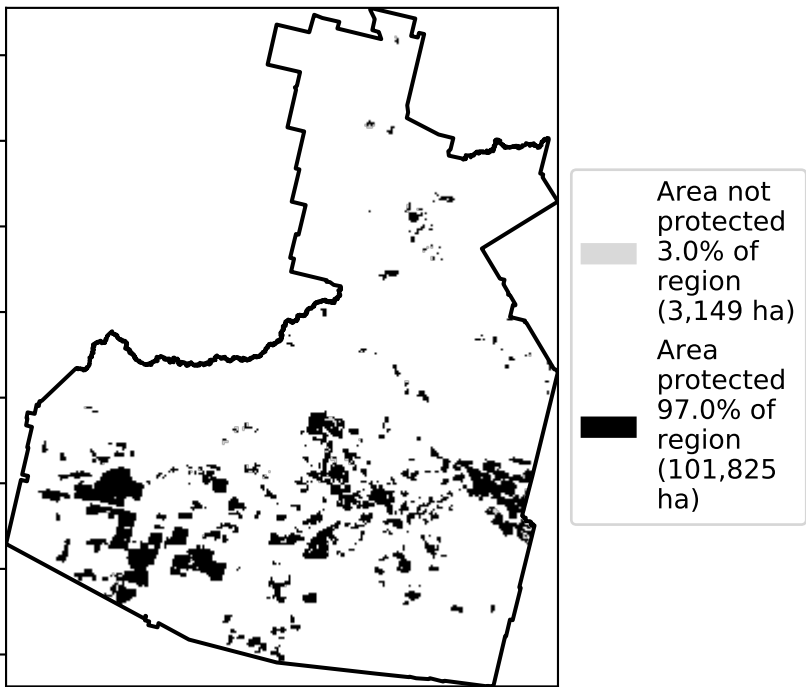 Area not
protected
3.0% of
region
(3,149 ha)
Area
protected
97.0% of
region
(101,825
ha)